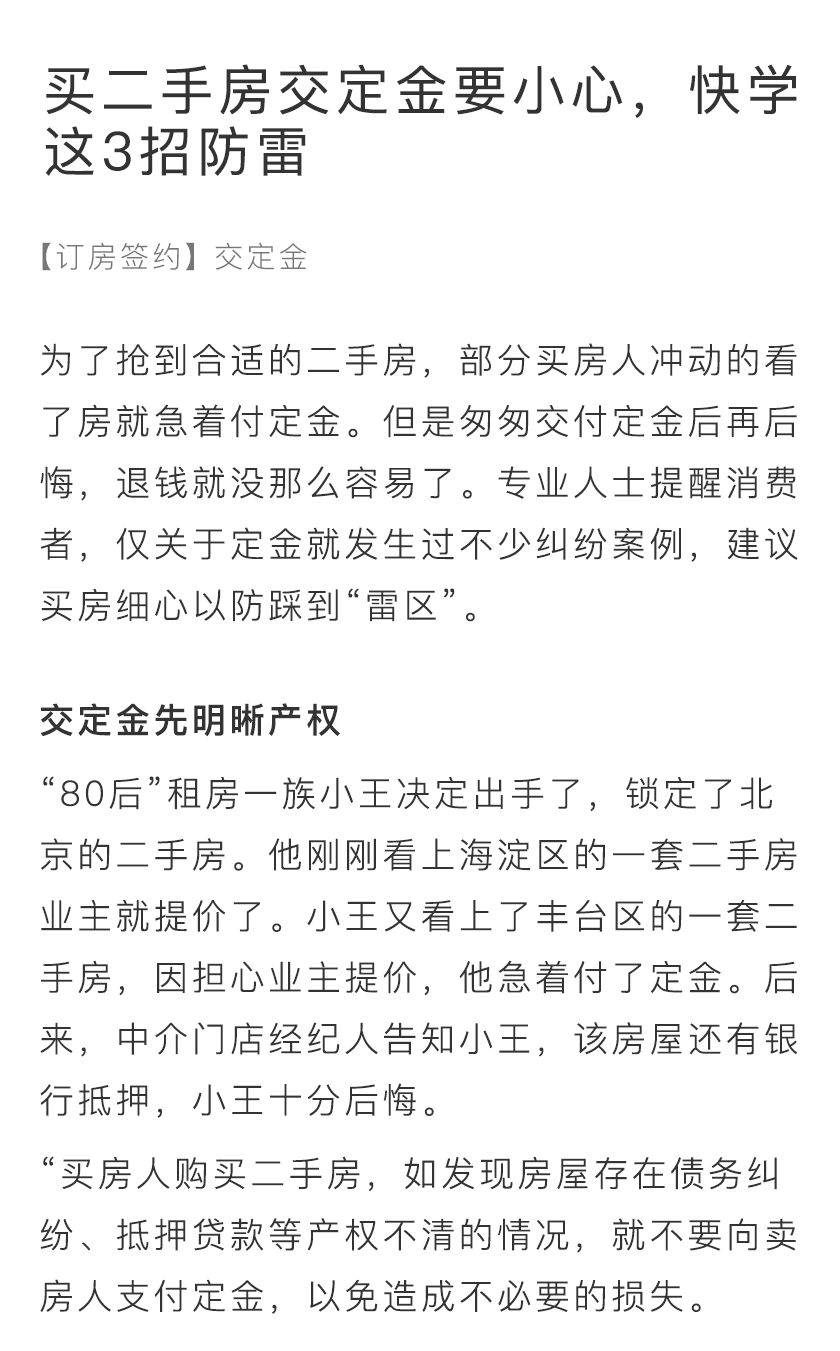 买二手房交定金要小心，快学
这3招防雷
【订房签约】交定金
为了抢到合适的二手房，部分买房人冲动的看
了房就急着付定金。但是匆匆交付定金后再后
悔，退钱就没那么容易了。专业人士提醒消费
者，仅关于定金就发生过不少纠纷案例，建议
买房细心以防踩到“雷区”。
交定金先明晰产权
“80后”租房一族小王决定出手了，锁定了北
京的二手房。他刚刚看上海淀区的一套二手房
业主就提价了。小王又看上了丰台区的一套二
手房，因担心业主提价，他急着付了定金。后
来，中介门店经纪人告知小王，该房屋还有银
行抵押，小王十分后悔。
“买房人购买二手房，如发现房屋存在债务纠
纷、抵押贷款等产权不清的情况，就不要向卖
房人支付定金，以免造成不必要的损失。